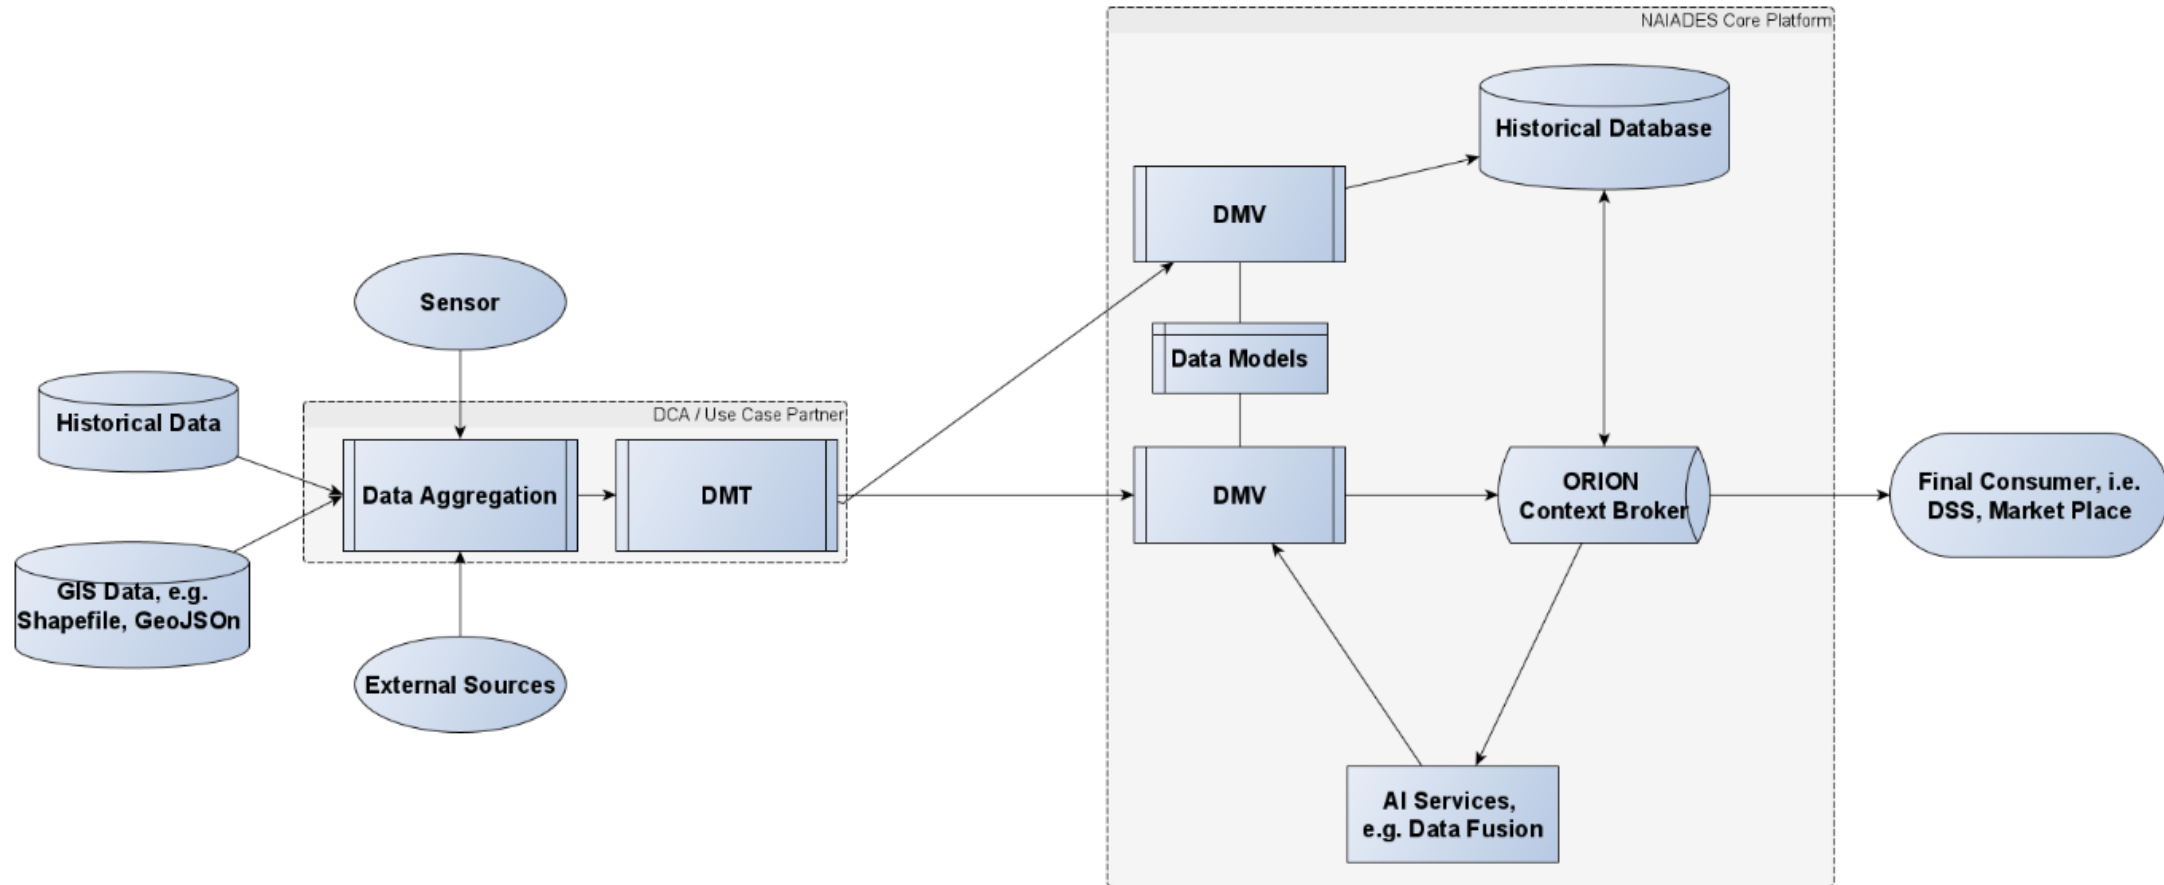 NAIADES Core Platform
Historical Database
DMV
Sensor
Data Models
Historical Data
DCA / Use Case Partner
Data Aggregation
DMT
DMV
ORION
Context Broker
Final Consumer, i.e.
DSS, Market Place
GIS Data, e.g.
Shapefile, GeoJSOn
External Sources
AI Services,
e.g. Data Fusion